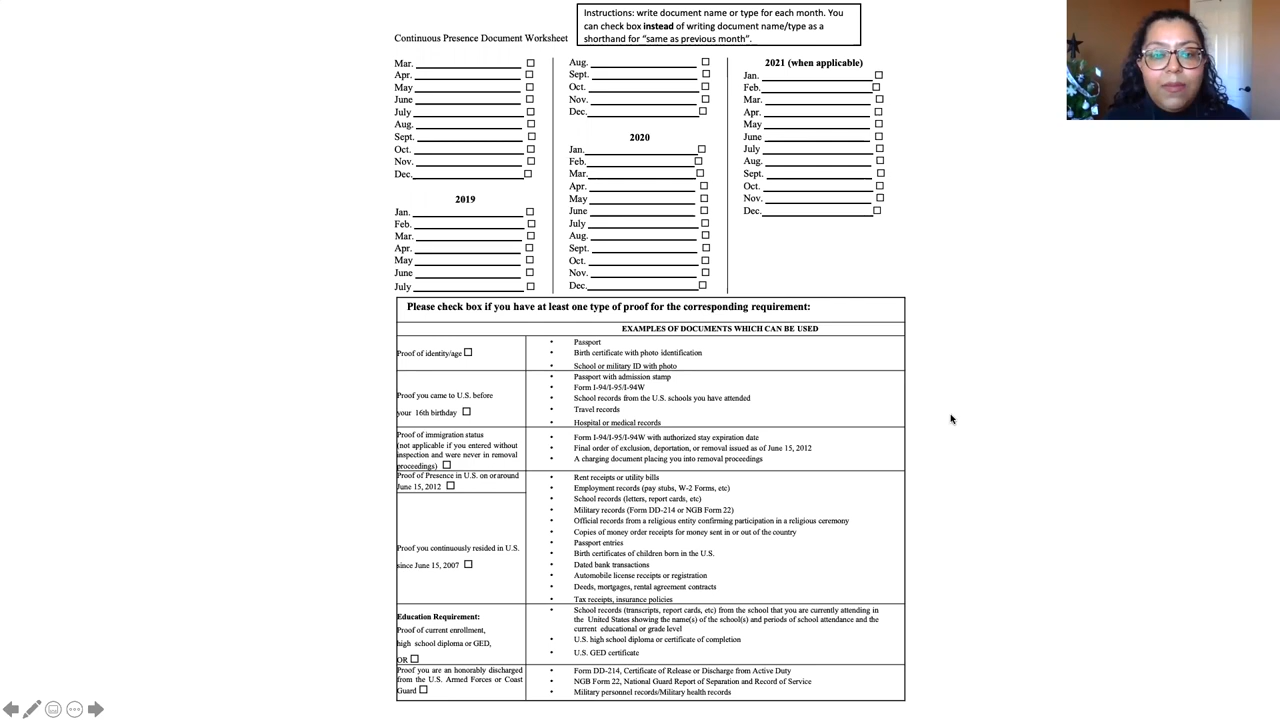 Instructions: write document name or type for each month. You
can check box instead of writing document name/type as a
shorthand for “same as previous month”.
Continuous Presence Document Worksheet
Mar.
Apr.
May
June
July
Aug.
Sept.
Oct.
Nov.
Dec.
2019
Jan.
Feb.
Mar.
Apr.
May
June
July
Aug.
Sept.
Oct.
Nov.
Dec.
2020
Jan.
Feb.
Mar.
Apr.
May
June
July
Aug.
Sept.
Oct.
Nov.
Dec.
2021 (when applicable)
Jan.
Feb.
Mar.
Apr.
May
June
July
Aug.
Sept.
Oct.
Nov.
Dec.
Please check box if you have at least one type of proof for the corresponding requirement:
EXAMPLES OF DOCUMENTS WHICH CAN BE USED
Proof of identity/age
• Passport
• Birth certificate with photo identification
• School or military ID with photo
Proof you came to U.S. before
your 16th birthday
• Passport with admission stamp
• Form I-94/I-95/I-94W
• School records from the U.S. schools you have attended
• Travel records
• Hospital or medical records
Proof of immigration status
(not applicable if you entered without
inspection and were never in removal
proceedings)
• Form I-94/I-95/I-94W with authorized stay expiration date
• Final order of exclusion, deportation, or removal issued as of June 15, 2012
• A charging document placing you into removal proceedings
Proof of Presence in U.S. on or around
June 15, 2012
Proof you continuously resided in U.S.
since June 15, 2007
• Rent receipts or utility bills
• Employment records (pay stubs, W-2 Forms, etc)
• School records (letters, report cards, etc)
• Military records (Form DD-214 or NGB Form 22)
• Official records from a religious entity confirming participation in a religious ceremony
• Copies of money order receipts for money sent in or out of the country
• Passport entries
• Birth certificates of children born in the U.S.
• Dated bank transactions
• Automobile license receipts or registration
• Deeds, mortgages, rental agreement contracts
• Tax receipts, insurance policies
Education Requirement:
Proof of current enrollment,
high school diploma or GED,
OR
• School records (transcripts, report cards, etc) from the school that you are currently attending in
the United States showing the name(s) of the school(s) and periods of school attendance and the
current educational or grade level
• U.S. high school diploma or certificate of completion
• U.S. GED certificate
Proof you are an honorably discharged
from the U.S. Armed Forces or Coast
Guard
• Form DD-214, Certificate of Release or Discharge from Active Duty
• NGB Form 22, National Guard Report of Separation and Record of Service
• Military personnel records/Military health records